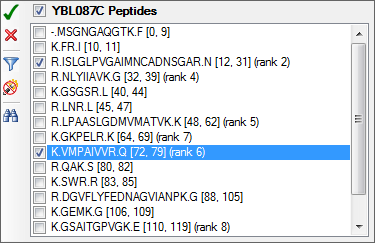 YBL087C Peptides
-.MSGNGAQGTK.F [0, 9]
K.FR.I [10, 11]
R.ISLGLPVGAIMNCADNSGAR.N [12, 31] (rank 2)
R.NLYIIAVK.G [32, 39] (rank 4)
K.GSGSR.L [40, 44]
R.LNR.L [45, 47]
R.LPAASLGDMVMATVK.K [48, 62] (rank 5)
K.GKPELR.K [64, 69] (rank 7)
K.VMPAIVVR.Q [72, 79] (rank 6)
R.QAK.S [80, 82]
K.SWR.R [83, 85]
R.DGVFLYFEDNAGVIANPK.G [88, 105]
K.GEMK.G [106, 109]
K.GSAITGPVGK.E [110, 119] (rank 8)